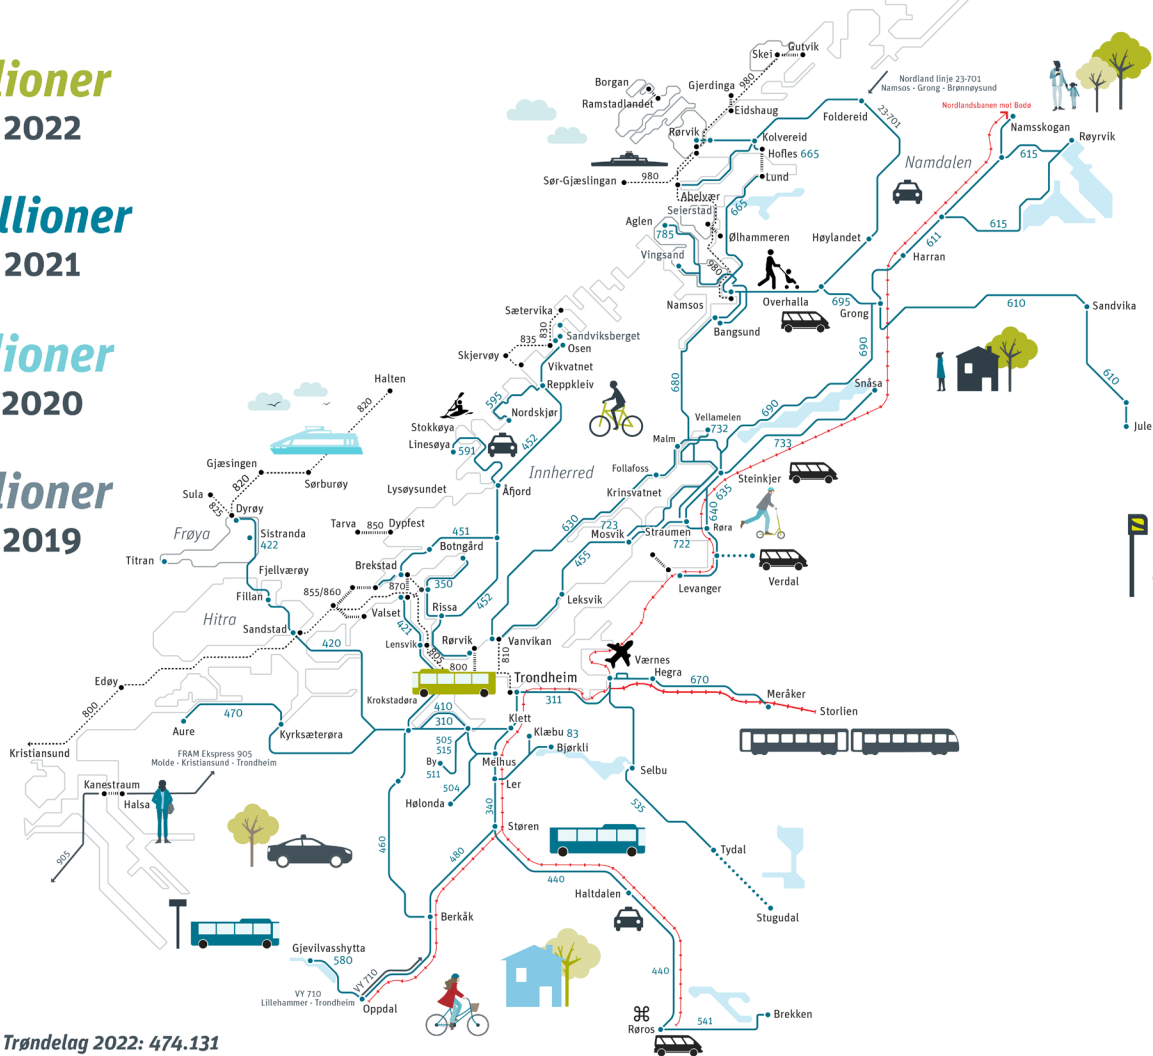 lioner
2022
llioner
2021
ioner
2020
lioner
2019
Trøndelag 2022: 474.131
Skei
Gutvik
980
Borgan
Ramstadlandet
Gjerdinga
Eidshaug
Nordland linje 23-701
Namsos - Grong - Brønnøysund
Foldereid
23-701
Nordlandsbanen mot Bodø
Namsskogan
Røyrvik
615
Rørvik
Kolvereid
Hofles 665
Namdalen
Sør-Gjæslingan
980
Lund
Abelvær
Seierstad
665
615
Aglen
785
Ølhammeren
Høylandet
611
Vingsand
980
Harran
Namsos
Overhalla
695
Grong
610
Sandvika
Bangsund
Sætervika
830
Sandviksberget
835
Osen
Skjervøy
Vikvatnet
690
Halten
Reppkleiv
680
Snåsa
610
820
595
Nordskjør
690
Vellamelen
732
Jule
Stokkøya
452
Malm
733
Linesøya
591
Innherred
Gjæsingen
Follafoss
Steinkjer
820
Sørburøy
Lysøysundet
Åfjord
Krinsvatnet
635
Sula
825
Dyrøy
640
Frøya
Sistranda
422
Tarva
850
Dypfest
630
723
Straumen
Røra
451
Mosvik
722
Titran
Botngård
455
Fjellværøy
Brekstad
Verdal
855/860
870
350
Levanger
Fillan
452
Leksvik
Hitra
Valset
Rissa
421
Sandstad
420
Lensvik
805
Rørvik
Vanvikan
810
800
Værnes
Hegra
Edøy
Trondheim
670
Meråker
800
Krokstadøra
311
Storlien
470
410
Klett
310
Aure
Kyrksæterøra
Klæbu 83
505
515
Bjørkli
Kristiansund
FRAM Ekspress 905
Molde - Kristiansund - Trondheim
By
511
Melhus
Selbu
Kanestraum
Halsa
504
Ler
Hølonda
340
535
Støren
460
480
905
Tydal
440
Haltdalen
Stugudal
Berkåk
Gjevilvasshytta
580
VY 710
440
VY 710
Lillehammer - Trondheim
Oppdal
541
Brekken
Røros